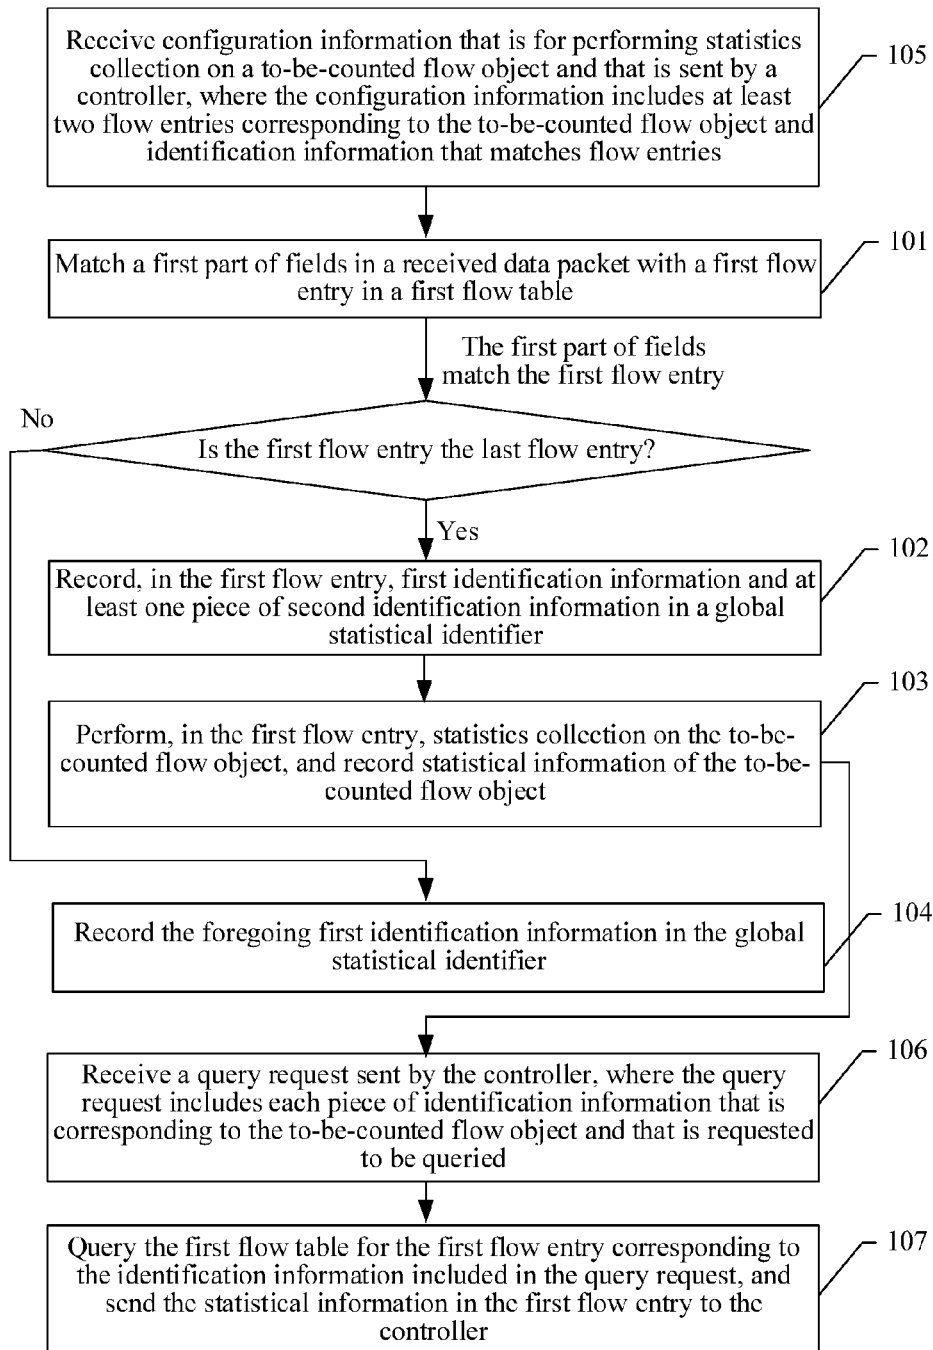 Receive configuration information that is for performing statistics
collection on a to-be-counted flow object and that is sent by a
controller, where the configuration information includes at least
two flow entries corresponding to the to-be-counted flow object and
identification information that matches flow entries
105
Match a first part of fields in a received data packet with a first flow
entry in a first flow table
101
The first part of fields
match the first flow entry
No
Is the first flow entry the last flow entry?
Yes
Record, in the first flow entry, first identification information and at
least one piece of second identification information in a global
statistical identifier
102
Perform, in the first flow entry, statistics collection on the to-be-
counted flow object, and record statistical information of the to-be-
counted flow object
103
Record the foregoing first identification information in the global
statistical identifier
104
Receive a query request sent by the controller, where the query
request includes each piece of identification information that is
corresponding to the to-be-counted flow object and that is requested
to be queried
106
Query the first flow table for the first flow entry corresponding to
the identification information included in the query request, and
send the statistical information in the first flow entry to the
controller
107